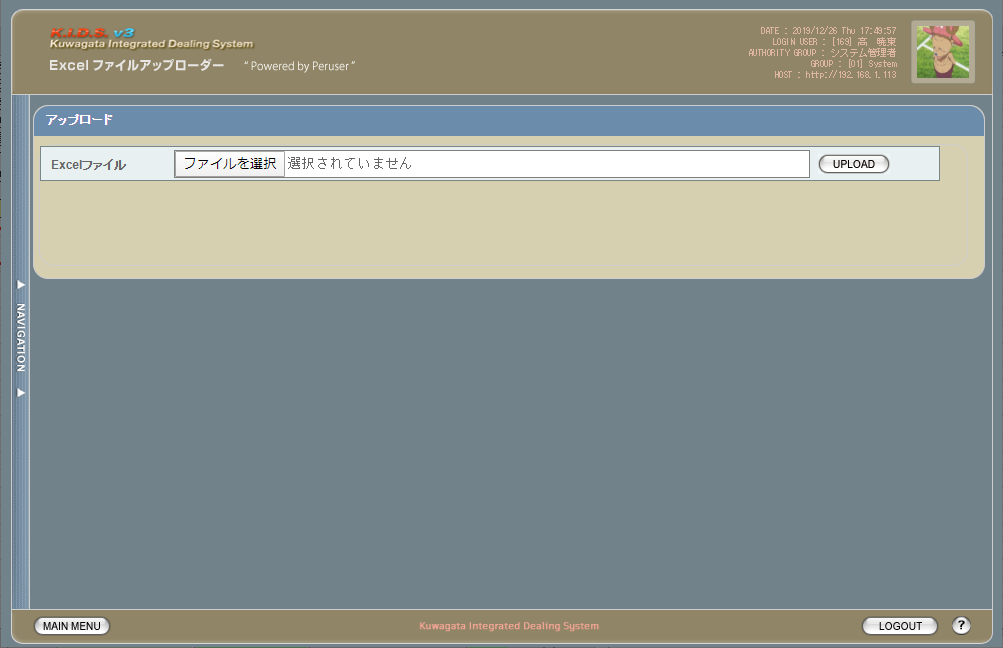 K.I.D.S. v3
Kuwagata Integrated Dealing System
Excel ファイルアップローダー “ Powered by Peruser ”
DATE : 2019/12/26 Thu 17:49:57
LOGIN USER : [169] 高 暁東
AUTHORITY GROUP : システム管理者
GROUP : [01] System
HOST : http://192.168.1.113
アップロード
Excelファイル ファイルを選択 選択されていません UPLOAD
NAVIGATION
MAIN MENU Kuwagata Integrated Dealing System LOGOUT ?